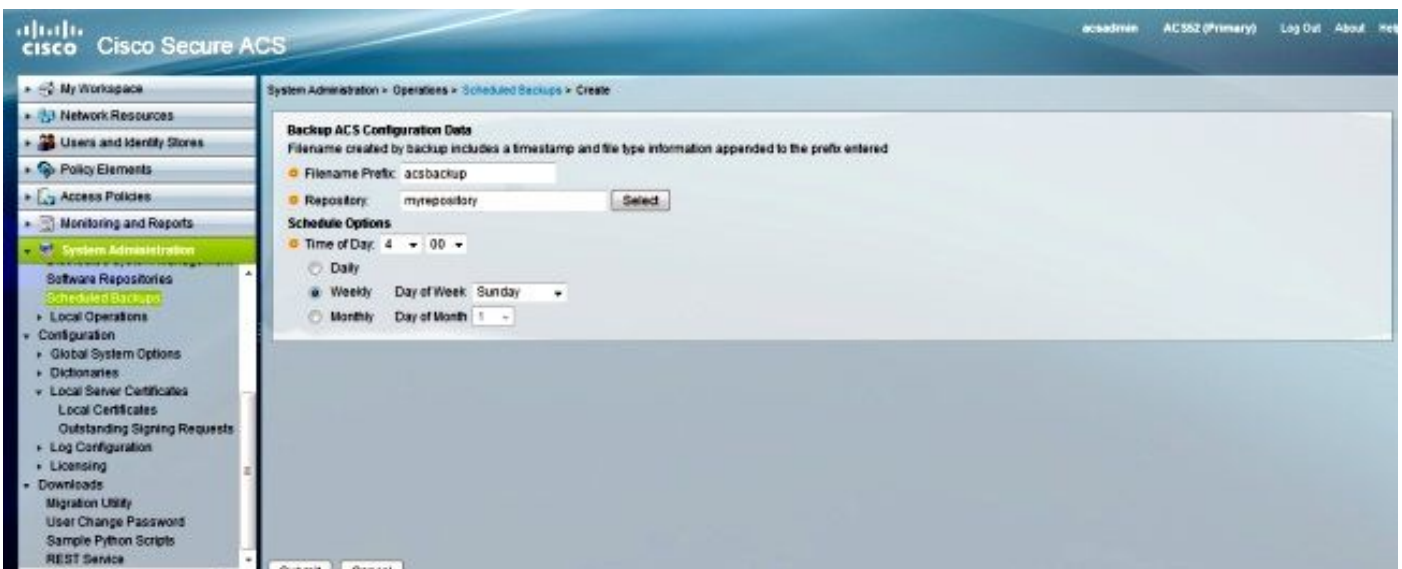 cisco Cisco Secure ACS
acsadmin ACS52 (Primary) Log Out About Help
My Workspace
Network Resources
Users and Identity Stores
Policy Elements
Access Policies
Monitoring and Reports
System Administration
Software Repositories
Scheduled Backups
Local Operations
Configuration
Global System Options
Dictionaries
Local Server Certificates
Local Certificates
Outstanding Signing Requests
Log Configuration
Licensing
Downloads
Migration Utility
User Change Password
Sample Python Scripts
REST Service
System Administration > Operations > Scheduled Backups > Create
Backup ACS Configuration Data
Filename created by backup includes a timestamp and file type information appended to the prefix entered
Filename Prefix: acsbackup
Repository: myrepository Select
Schedule Options
Time of Day: 4 00
Daily
Weekly Day of Week Sunday
Monthly Day of Month 1
Submit Cancel